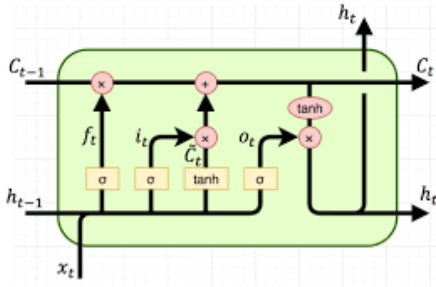 h_t
C_{t-1} × + C_t
tanh
f_t i_t × C̃_t o_t ×
σ σ tanh σ
h_{t-1} h_t
x_t